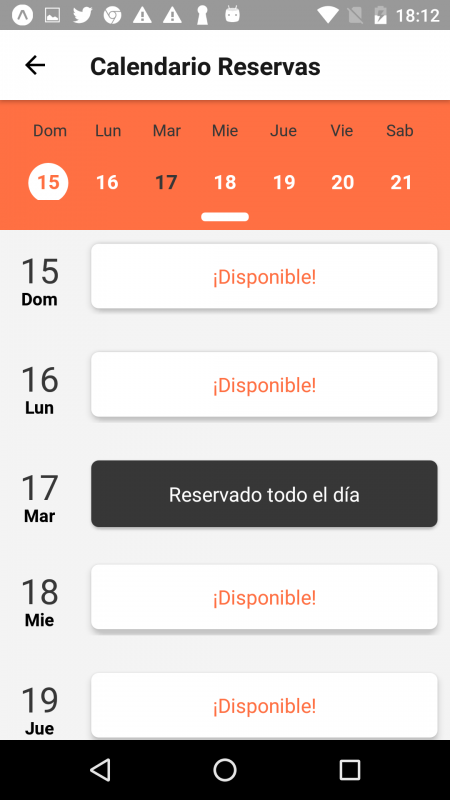 18:12
Calendario Reservas
Dom Lun Mar Mie Jue Vie Sab
15 16 17 18 19 20 21
15
Dom
¡Disponible!
16
Lun
¡Disponible!
17
Mar
Reservado todo el día
18
Mie
¡Disponible!
19
Jue
¡Disponible!